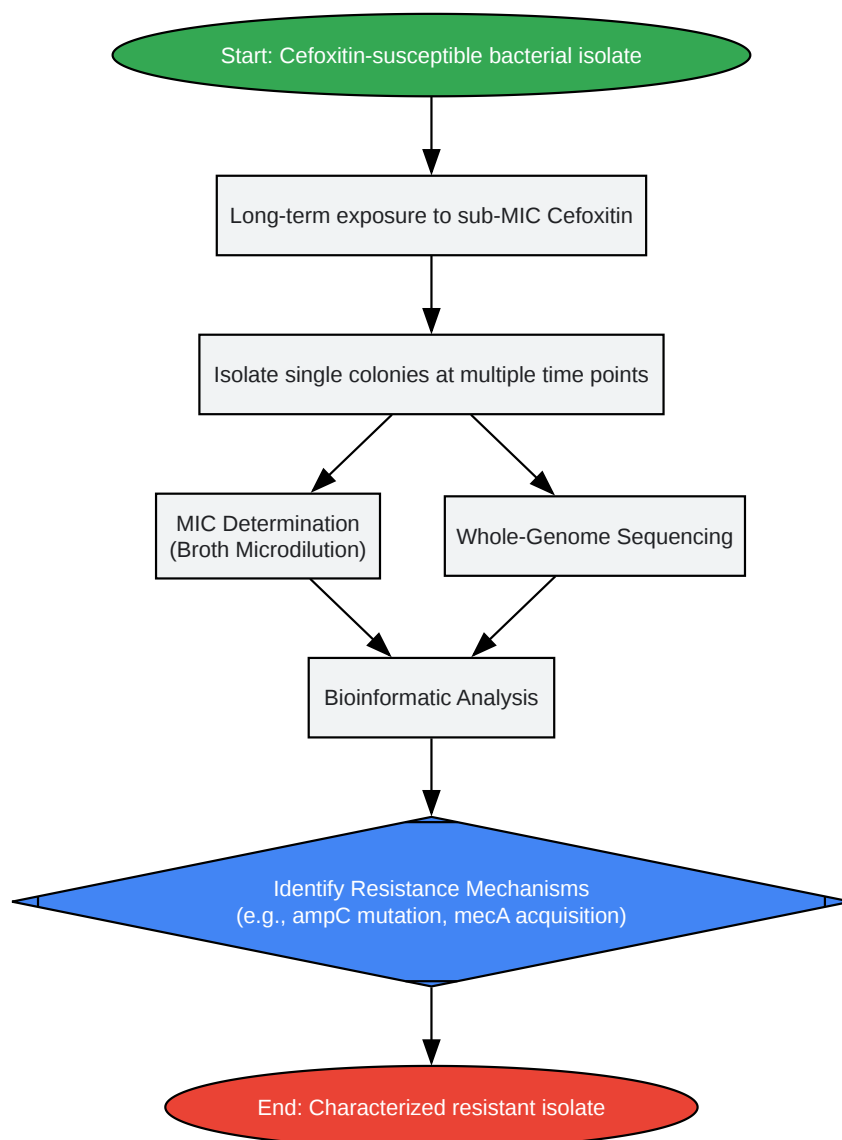 Start: Cefoxitin-susceptible bacterial isolate
Long-term exposure to sub-MIC Cefoxitin
Isolate single colonies at multiple time points
MIC Determination
(Broth Microdilution)
Whole-Genome Sequencing
Bioinformatic Analysis
Identify Resistance Mechanisms
(e.g., ampC mutation, mecA acquisition)
End: Characterized resistant isolate